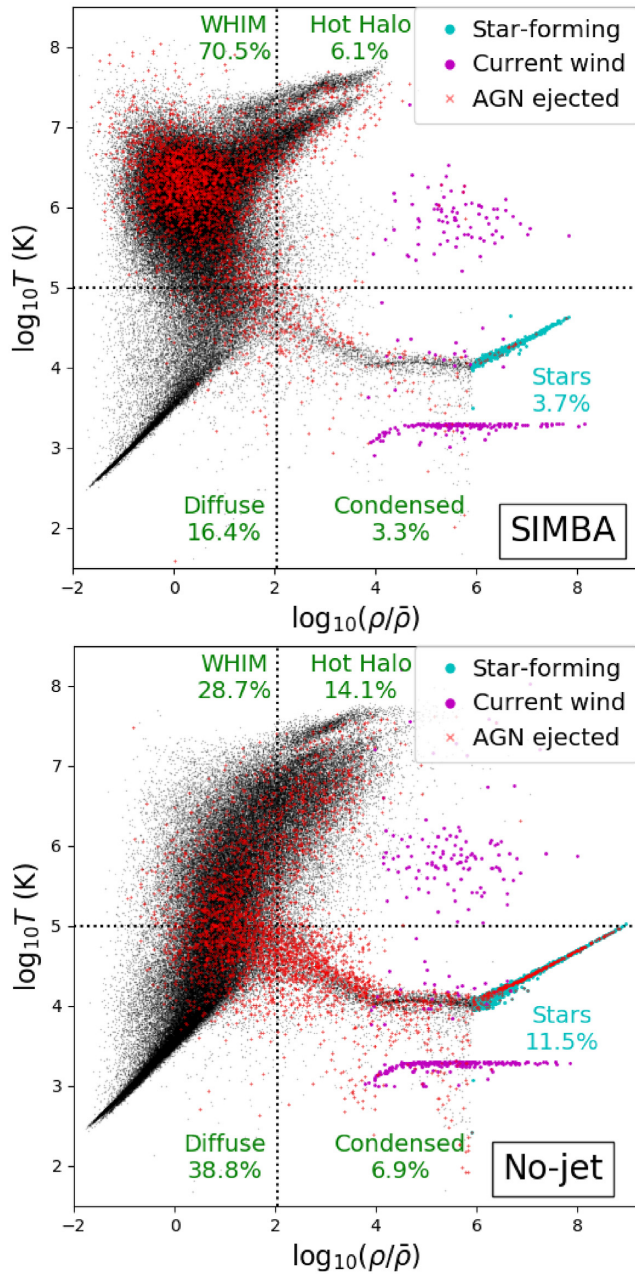 WHIM Hot Halo
70.5% 6.1%
Star-forming
Current wind
AGN ejected
8
7
6
5
4
3
2
log₁₀T (K)
Stars
3.7%
Diffuse Condensed
16.4% 3.3%
SIMBA
−2 0 2 4 6 8
log₁₀(ρ/ρ̄)
WHIM Hot Halo
28.7% 14.1%
Star-forming
Current wind
AGN ejected
8
7
6
5
4
3
2
log₁₀T (K)
Stars
11.5%
Diffuse Condensed
38.8% 6.9%
No-jet
−2 0 2 4 6 8
log₁₀(ρ/ρ̄)